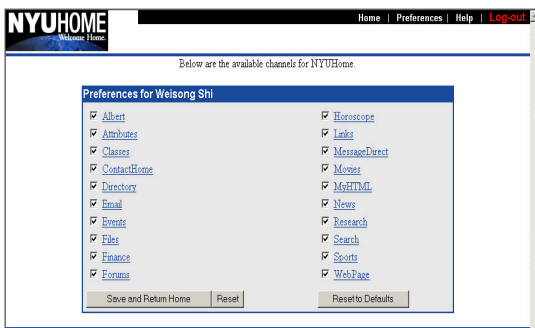 NYUHOME
Welcome Home.
Home | Preferences | Help | Log-out
Below are the available channels for NYUHome.
Preferences for Weisong Shi
Albert
Attributes
Classes
ContactHome
Directory
Email
Events
Files
Finance
Forums
Horoscope
Links
MessageDirect
Movies
MyHTML
News
Research
Search
Sports
WebPage
Save and Return Home
Reset
Reset to Defaults